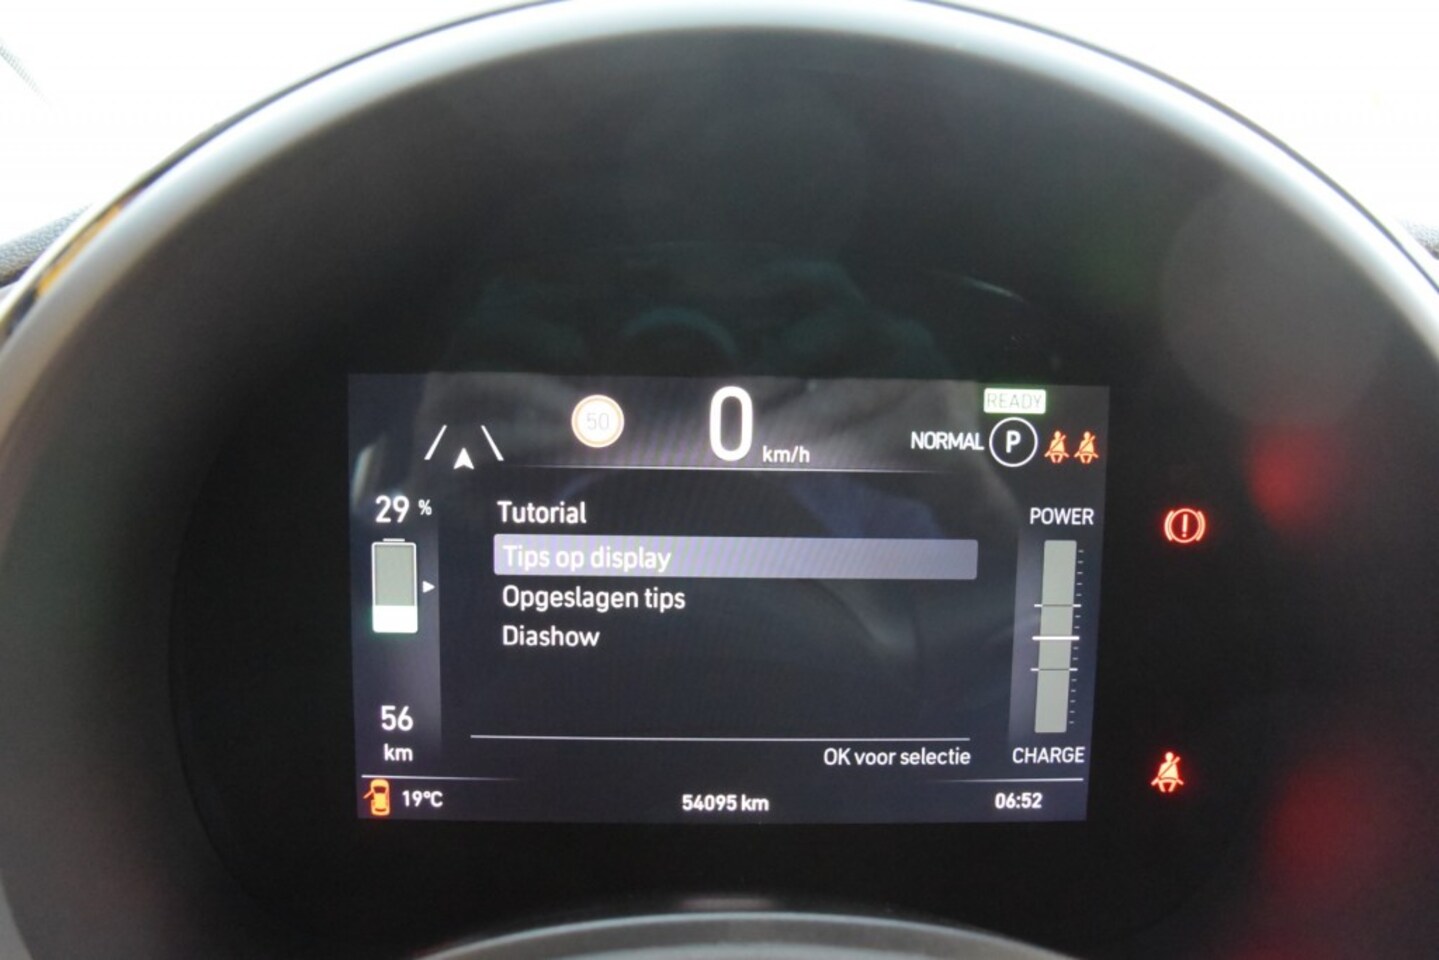 READY
50
0 km/h
NORMAL P
29 %
Tutorial
POWER
Tips op display
Opgeslagen tips
Diashow
56
km
OK voor selectie
CHARGE
19°C
54095 km
06:52